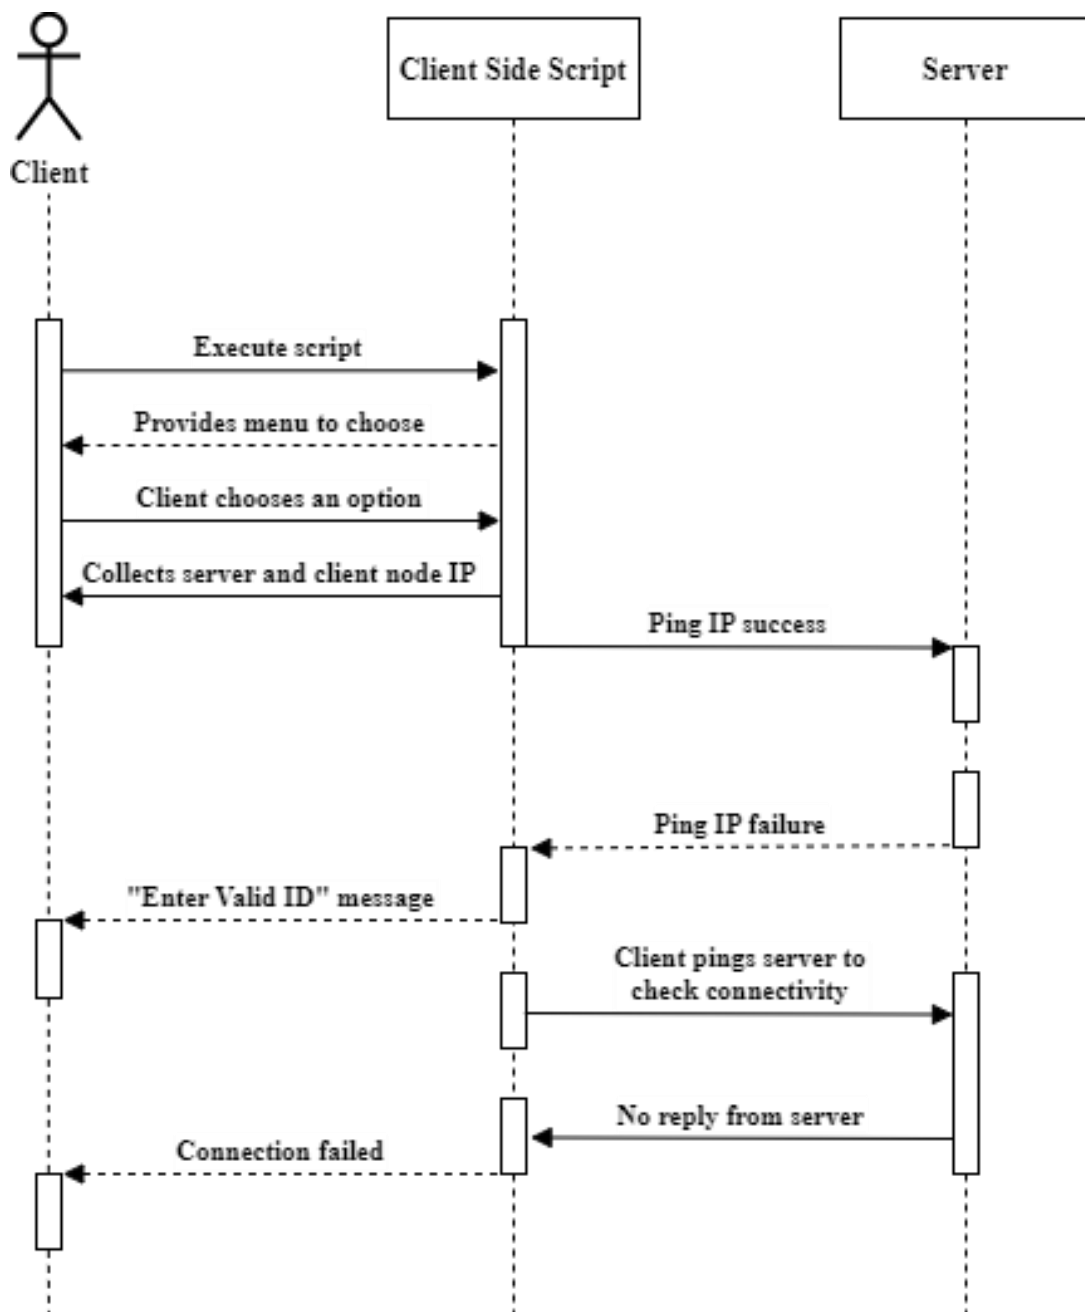 Client Side Script
Server
Client
Execute script
Provides menu to choose
Client chooses an option
Collects server and client node IP
Ping IP success
Ping IP failure
"Enter Valid ID" message
Client pings server to
check connectivity
No reply from server
Connection failed